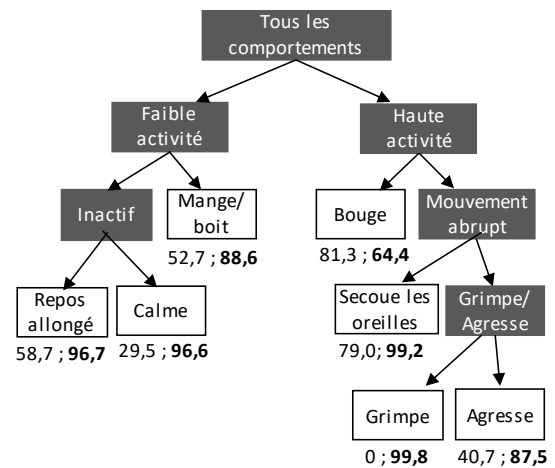 Tous les
comportements
Faible
activité
Haute
activité
Inactif
Mange/
boit
52,7 ; 88,6
Bouge
81,3 ; 64,4
Mouvement
abrupt
Repos
allongé
58,7 ; 96,7
Calme
29,5 ; 96,6
Secoue les
oreilles
79,0; 99,2
Grimpe/
Agresse
Grimpe
0 ; 99,8
Agresse
40,7 ; 87,5